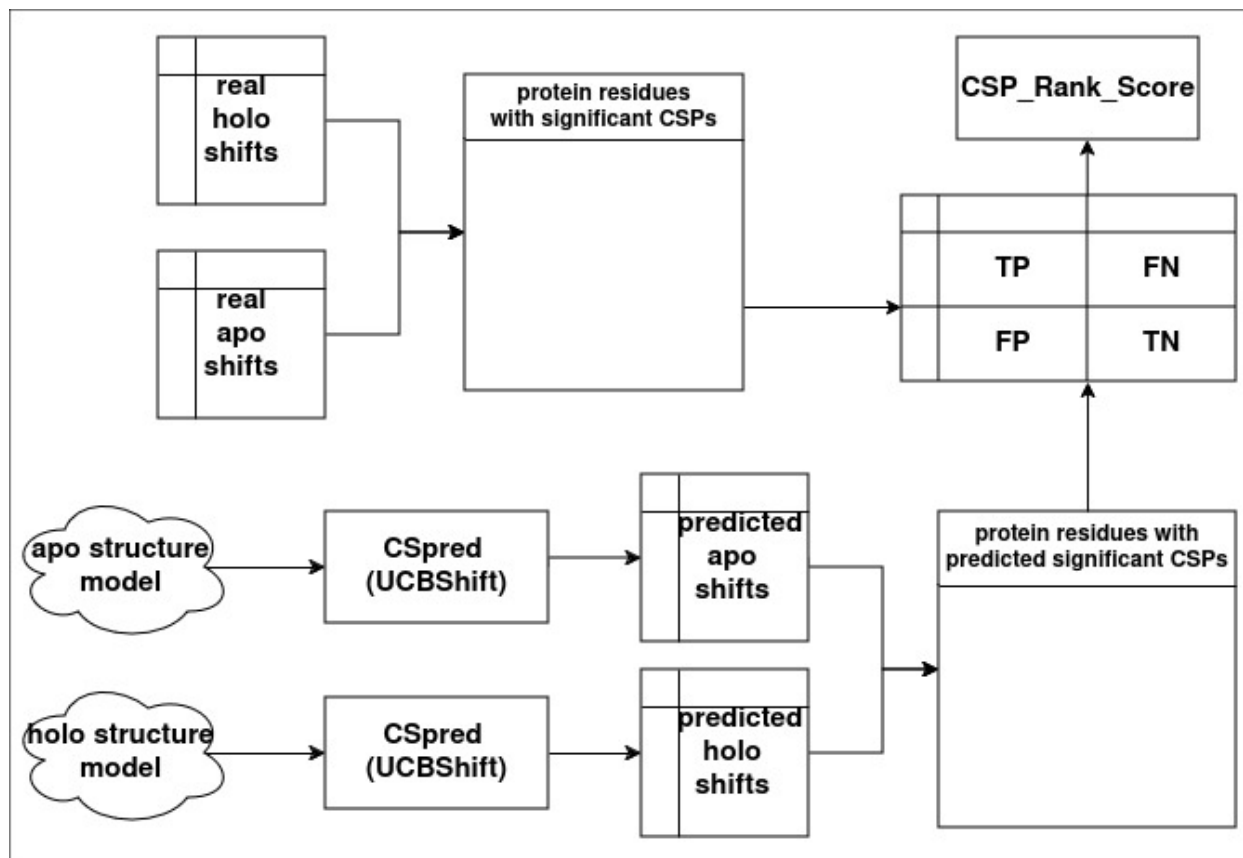 real
holo
shifts
protein residues
with significant CSPs
CSP_Rank_Score
real
apo
shifts
TP
FN
FP
TN
apo structure
model
CSpred
(UCBShift)
predicted
apo
shifts
protein residues with
predicted significant CSPs
holo structure
model
CSpred
(UCBShift)
predicted
holo
shifts